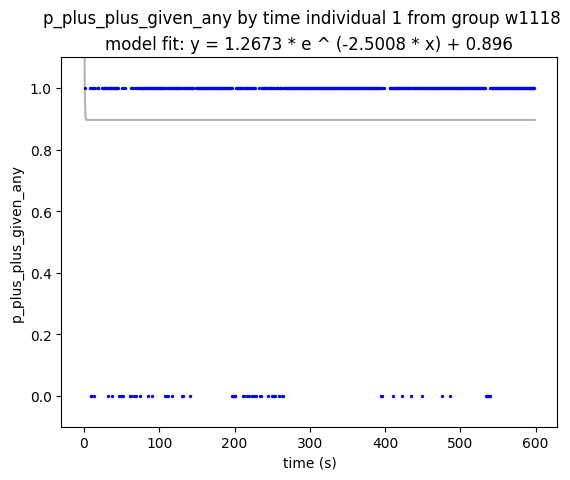 p_plus_plus_given_any by time individual 1 from group w1118
model fit: y = 1.2673 * e ^ (-2.5008 * x) + 0.896
p_plus_plus_given_any
1.0
0.8
0.6
0.4
0.2
0.0
0 100 200 300 400 500 600
time (s)